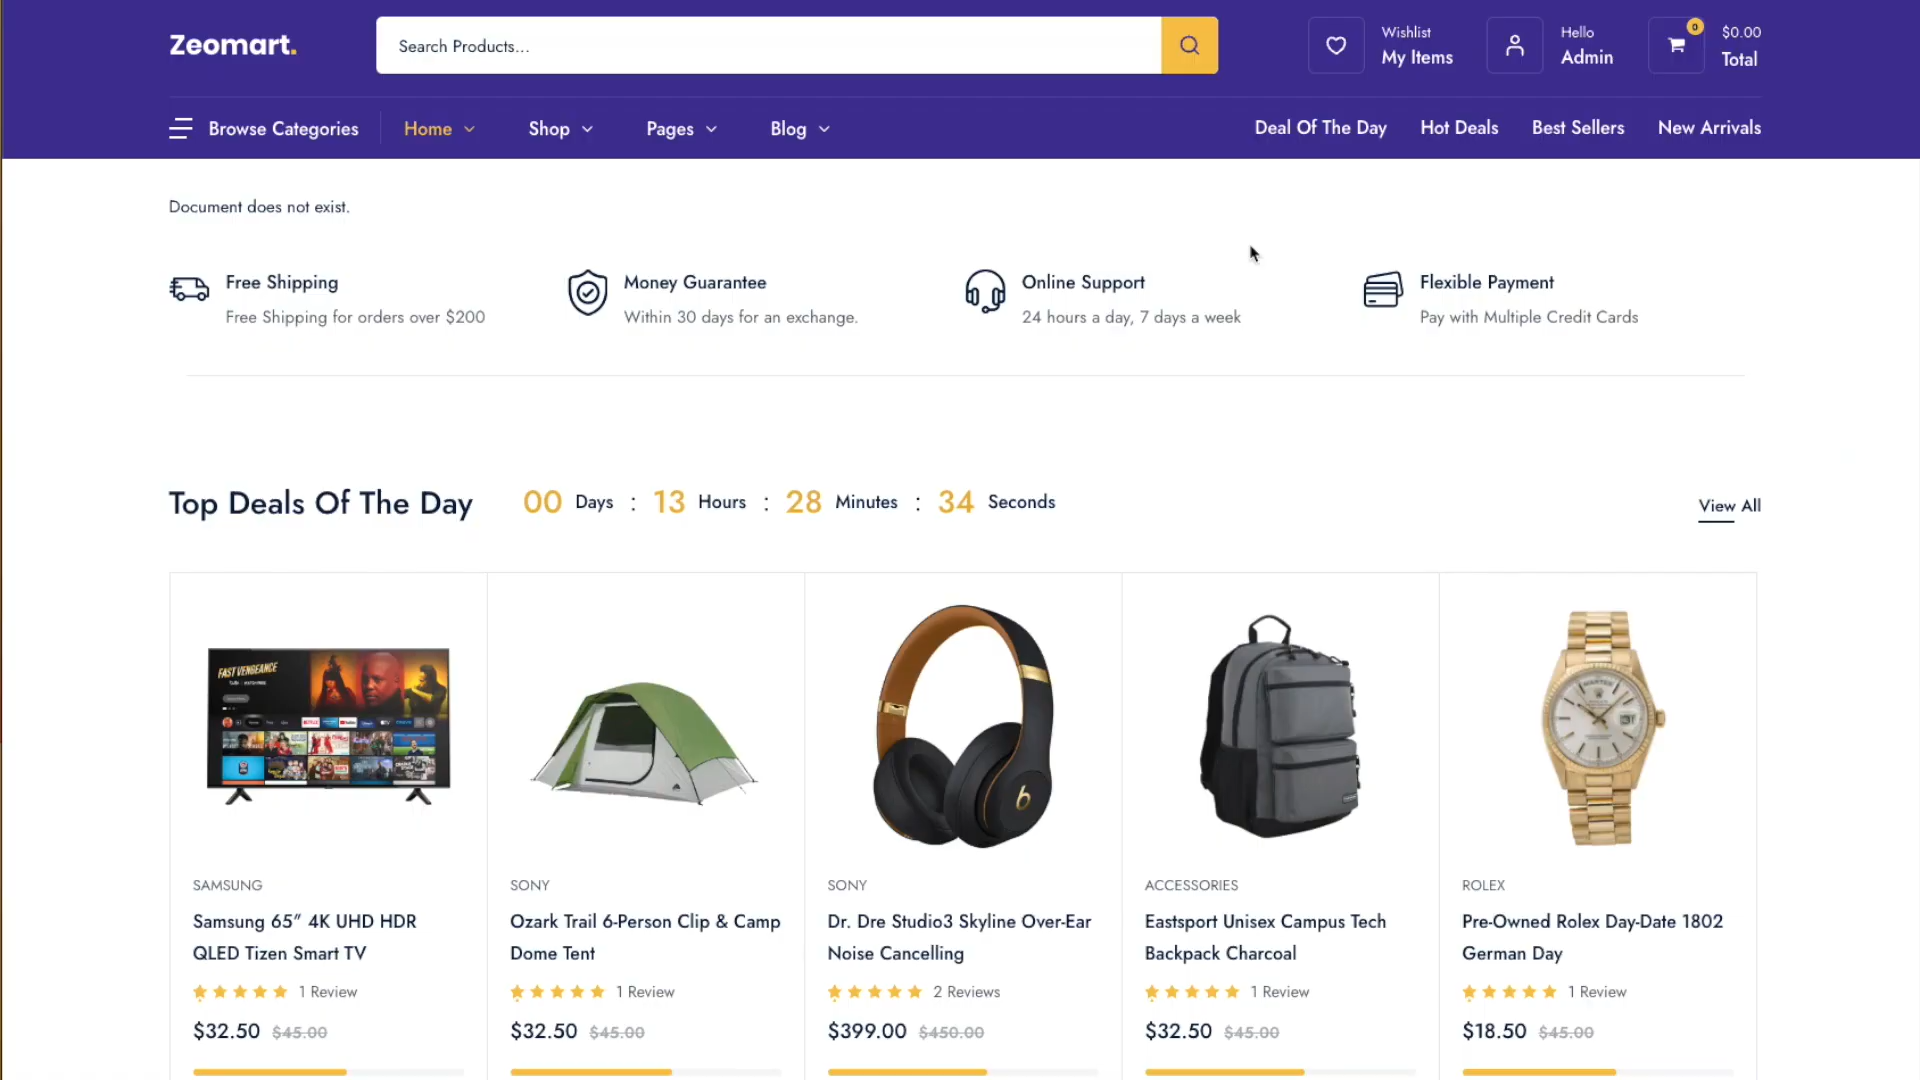 Zeomart.
Search Products...
Wishlist
My Items
Hello
Admin
0
$0.00
Total
Browse Categories
Home
Shop
Pages
Blog
Deal Of The Day
Hot Deals
Best Sellers
New Arrivals
Document does not exist.
Free Shipping
Free Shipping for orders over $200
Money Guarantee
Within 30 days for an exchange.
Online Support
24 hours a day, 7 days a week
Flexible Payment
Pay with Multiple Credit Cards
Top Deals Of The Day
00 Days : 13 Hours : 28 Minutes : 34 Seconds
View All
FAST VENGEANCE
SAMSUNG
Samsung 65” 4K UHD HDR
QLED Tizen Smart TV
1 Review
$32.50 $45.00
SONY
Ozark Trail 6-Person Clip & Camp
Dome Tent
1 Review
$32.50 $45.00
b
SONY
Dr. Dre Studio3 Skyline Over-Ear
Noise Cancelling
2 Reviews
$399.00 $450.00
ACCESSORIES
Eastsport Unisex Campus Tech
Backpack Charcoal
1 Review
$32.50 $45.00
ROLEX
Pre-Owned Rolex Day-Date 1802
German Day
1 Review
$18.50 $45.00